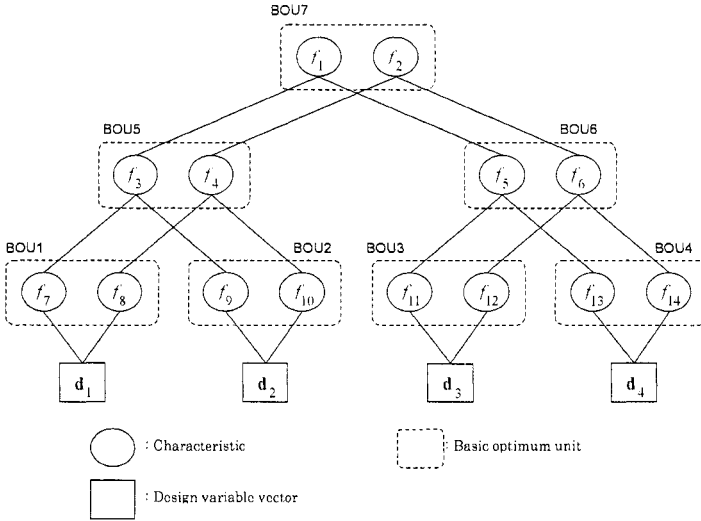 BOU7
f1 f2
BOU5 BOU6
f3 f4 f5 f6
BOU1 BOU2 BOU3 BOU4
f7 f8 f9 f10 f11 f12 f13 f14
d1 d2 d3 d4
: Characteristic : Basic optimum unit
: Design variable vector